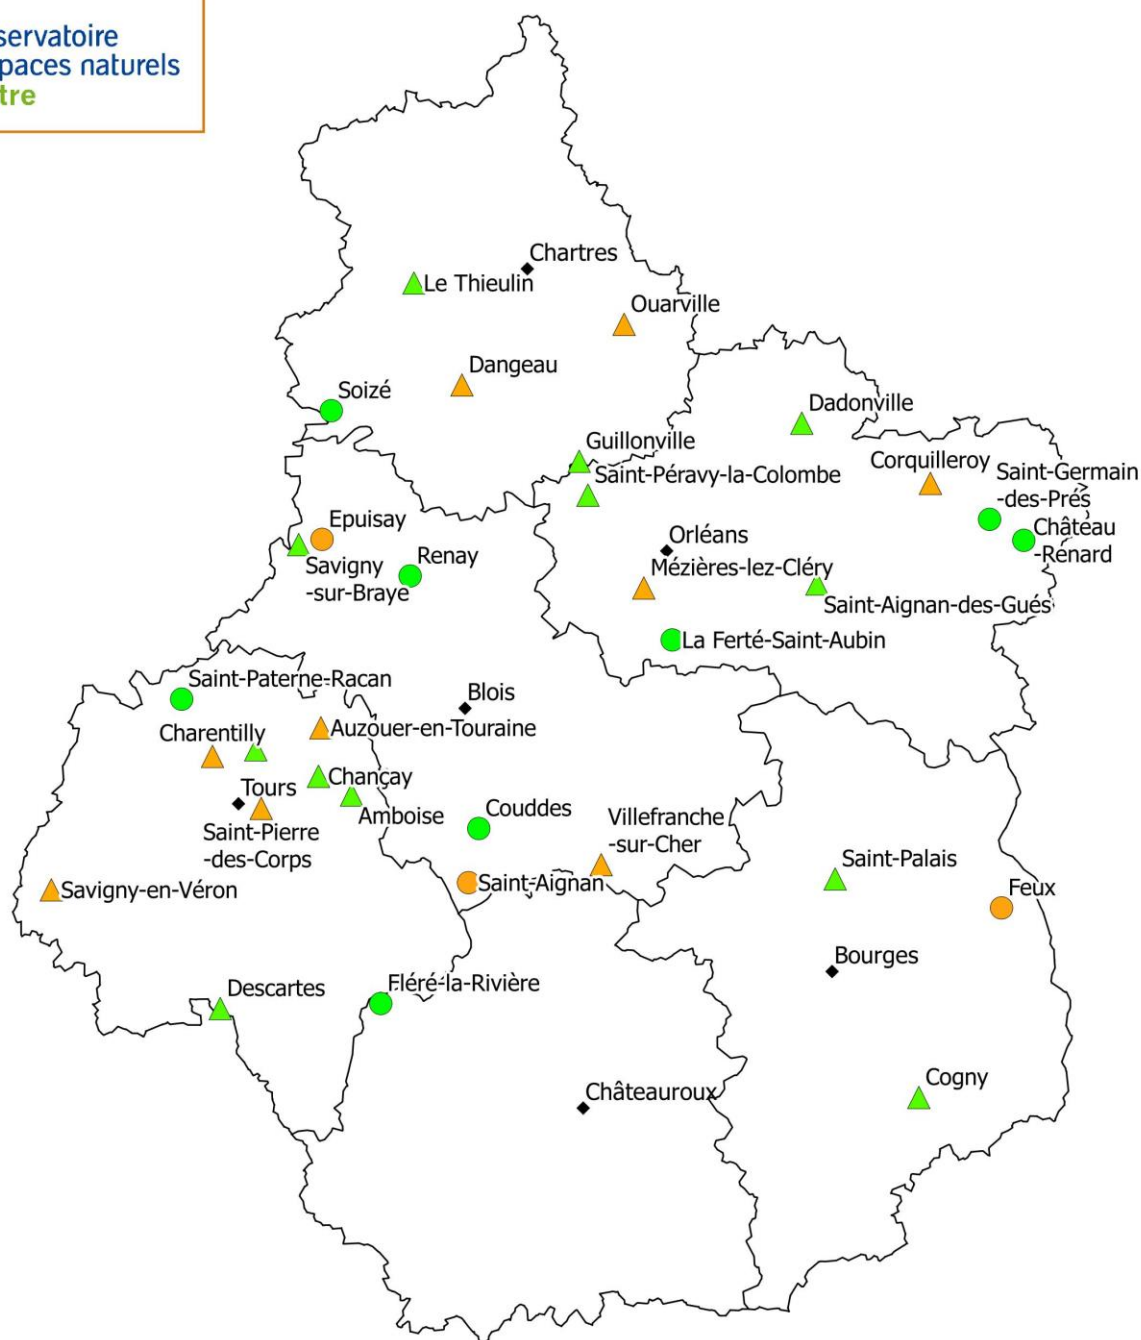 servatoire
paces naturels
tre
Chartres
Le Thieulin
Ouarville
Dangeau
Soizé
Dadonville
Guillonville
Corquilleroy
Saint-Péravy-la-Colombe
Saint-Germain
-des-Prés
Epuisay
Château
-Rénard
Orléans
Renay
Savigny
-sur-Braye
Mézières-lez-Cléry
Saint-Aignan-des-Gués
La Ferté-Saint-Aubin
Saint-Paterne-Racan
Blois
Auzouer-en-Touraine
Charentilly
Chançay
Tours
Amboise
Couddes
Villefranche
-sur-Cher
Saint-Pierre
-des-Corps
Saint-Palais
Saint-Aignan
Feux
Savigny-en-Véron
Bourges
Fléré-la-Rivière
Descartes
Cogny
Châteauroux